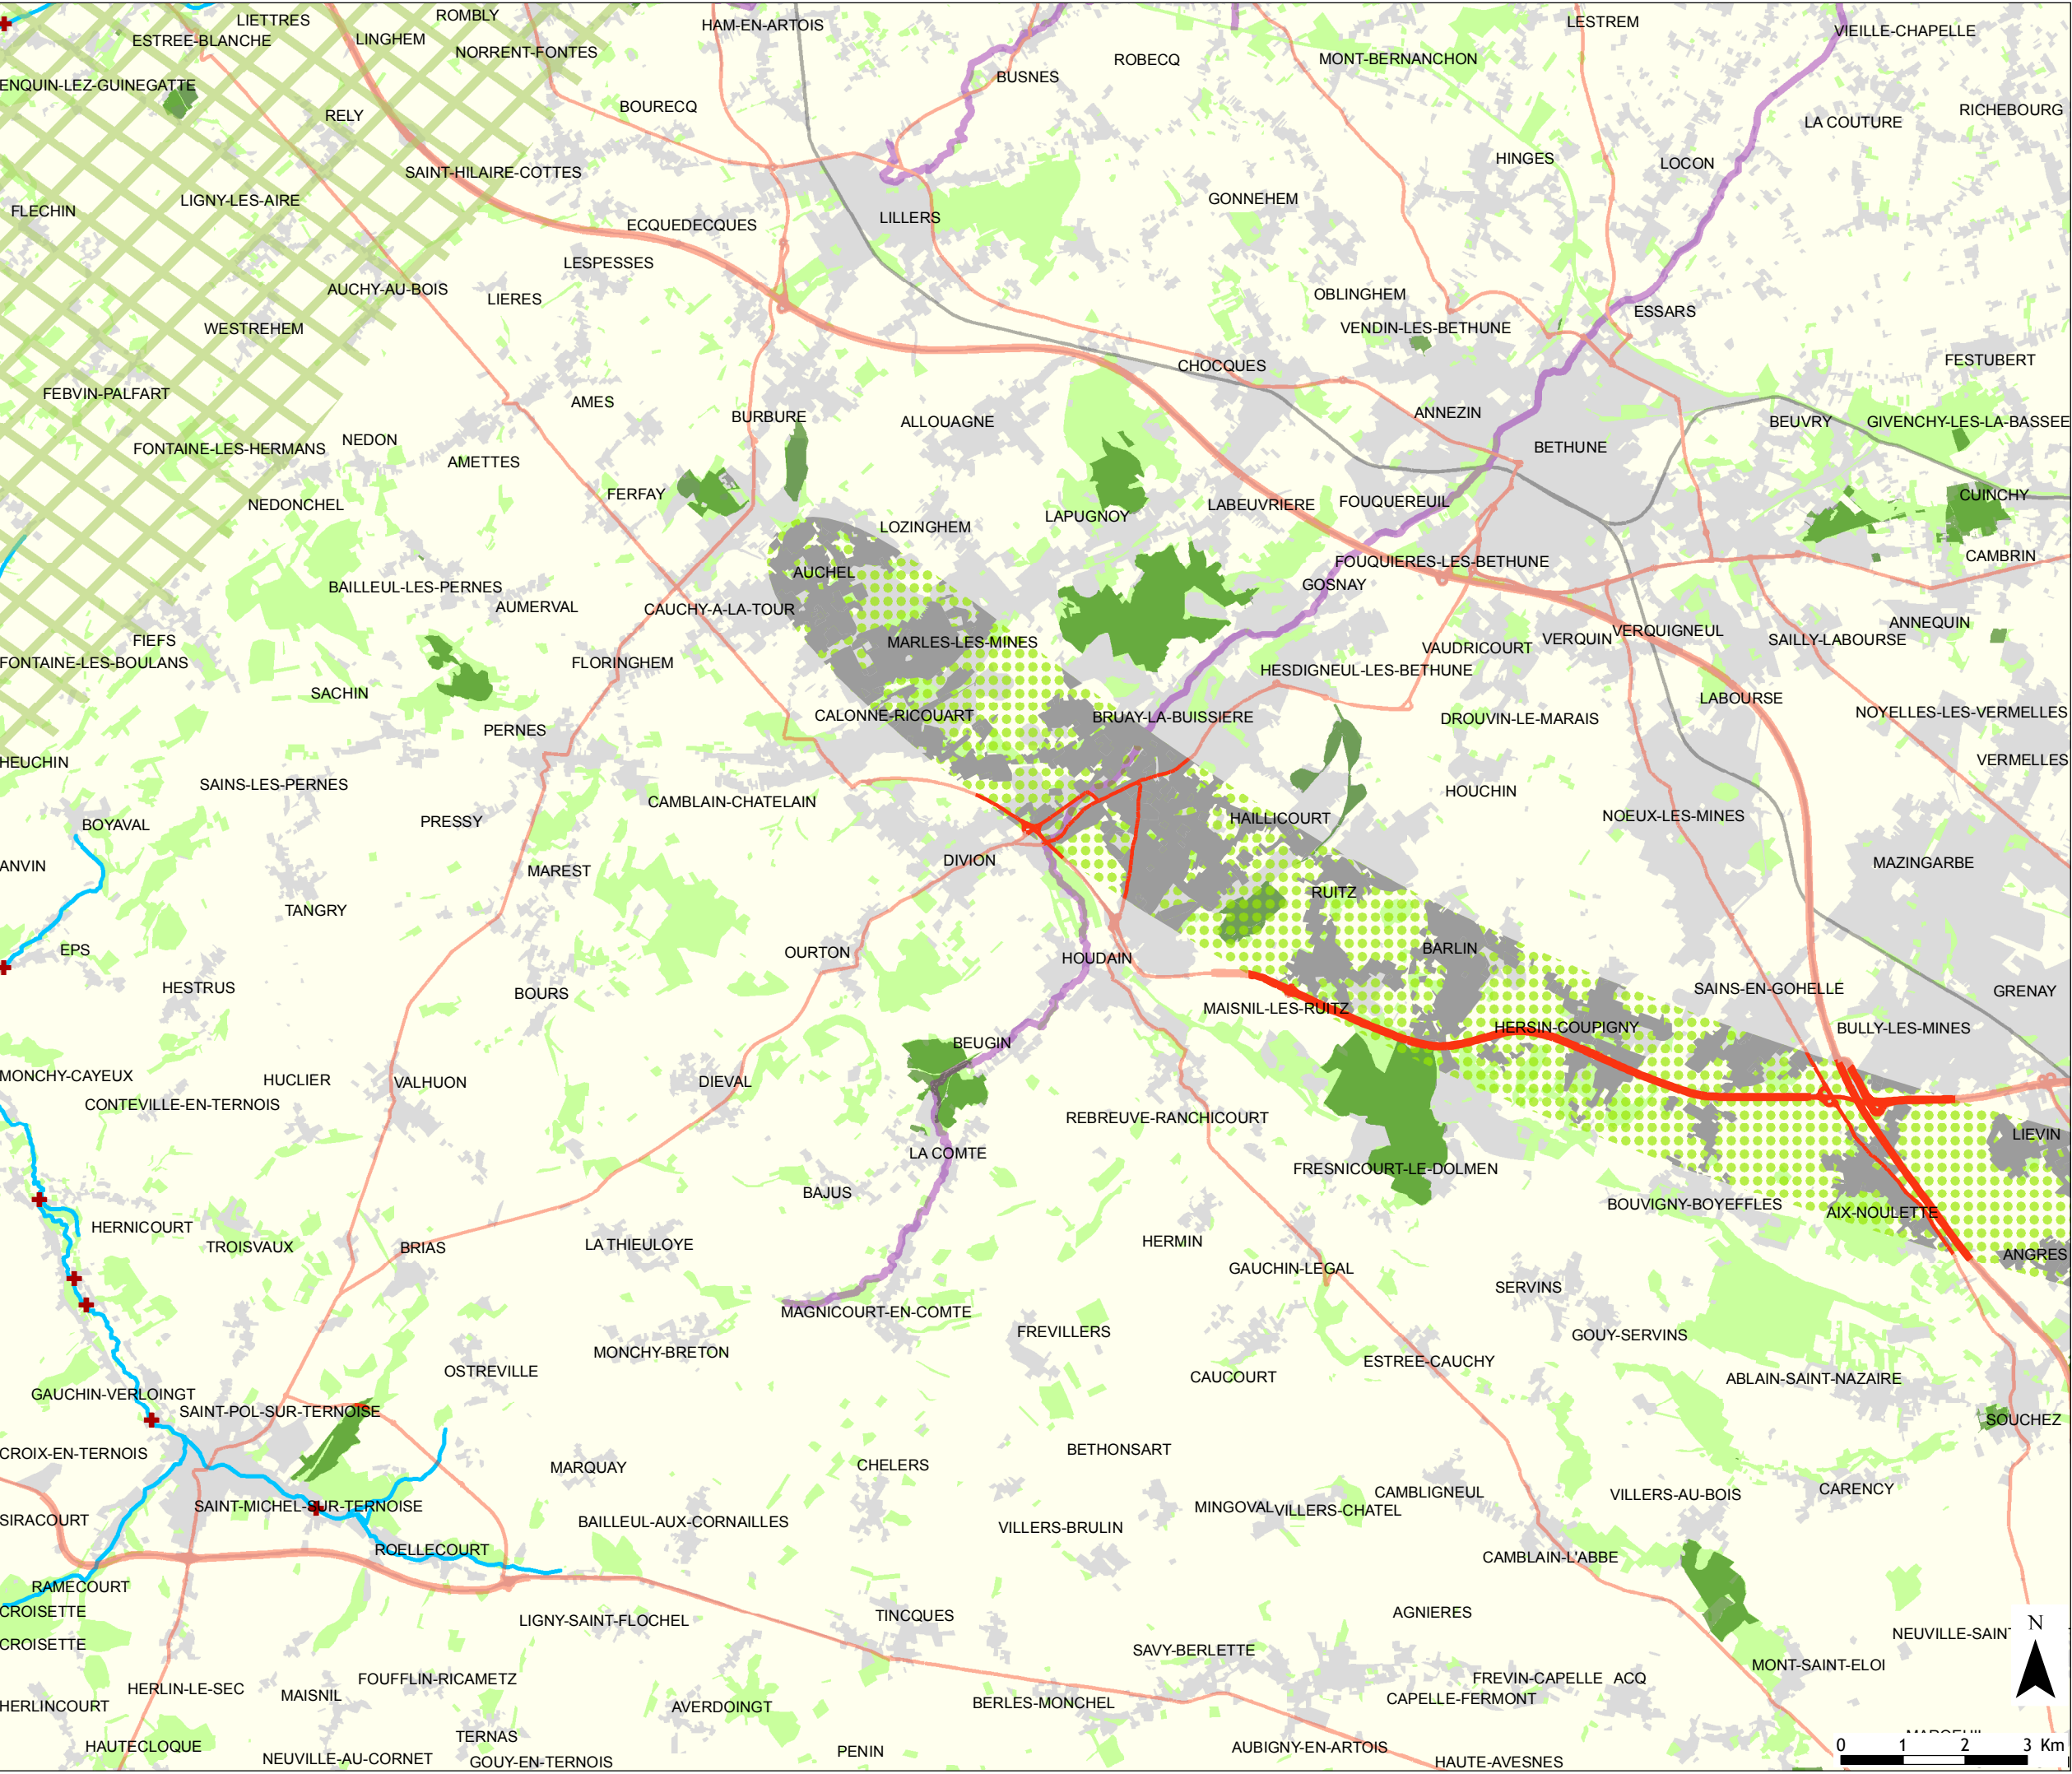 LIETTRES
ROMBLY
HAM-EN-ARTOIS
LESTREM
VIEILLE-CHAPELLE
ESTREE-BLANCHE
LINGHEM
NORRENT-FONTES
ROBECQ
MONT-BERNANCHON
BUSNES
ENQUIN-LEZ-GUINEGATTE
BOURECQ
RELY
LA COUTURE
RICHEBOURG
SAINT-HILAIRE-COTTES
HINGES
LOCON
LIGNY-LES-AIRE
FLECHIN
GONNEHEM
LILLERS
ECQUEDECQUES
LESPESSES
AUCHY-AU-BOIS
LIERES
OBLINGHEM
ESSARS
WESTREHEM
VENDIN-LES-BETHUNE
CHOCQUES
FESTUBERT
FEBVIN-PALFART
AMES
BURBURE
ALLOUAGNE
ANNEZIN
BEUVRY
GIVENCHY-LES-LA-BASSEE
FONTAINE-LES-HERMANS
NEDON
AMETTES
BETHUNE
NEDONCHEL
FERFAY
LABEUVRIERE
FOUQUEREUIL
CUINCHY
LAPUGNOY
LOZINGHEM
CAMBRIN
AUCHEL
FOUQUIERES-LES-BETHUNE
GOSNAY
BAILLEUL-LES-PERNES
AUMERVAL
CAUCHY-A-LA-TOUR
ANNEQUIN
FIEFS
MARLES-LES-MINES
VERQUIN
VERQUIGNEUL
SAILLY-LABOURSE
FONTAINE-LES-BOULANS
FLORINGHEM
VAUDRICOURT
HESDIGNEUL-LES-BETHUNE
SACHIN
LABOURSE
CALONNE-RICOUART
BRUAY-LA-BUISSIERE
DROUVIN-LE-MARAIS
NOYELLES-LES-VERMELLES
PERNES
HEUCHIN
VERMELLES
SAINS-LES-PERNES
CAMBLAIN-CHATELAIN
HOUCHIN
BOYAVAL
PRESSY
HAILLICOURT
NOEUX-LES-MINES
ANVIN
MAREST
DIVION
MAZINGARBE
TANGRY
RUITZ
EPS
OURTON
HOUDAIN
BARLIN
HESTRUS
BOURS
SAINS-EN-GOHELLE
GRENAY
MAISNIL-LES-RUITZ
HERSIN-COUPIGNY
BULLY-LES-MINES
BEUGIN
MONCHY-CAYEUX
HUCLIER
VALHUON
DIEVAL
CONTEVILLE-EN-TERNOIS
REBREUVE-RANCHICOURT
LIEVIN
LA COMTE
FRESNICOURT-LE-DOLMEN
BAJUS
BOUVIGNY-BOYEFFLES
AIX-NOULETTE
HERNICOURT
TROISVAUX
BRIAS
LA THIEULOYE
HERMIN
ANGRES
GAUCHIN-LEGAL
SERVINS
MAGNICOURT-EN-COMTE
FREVILLERS
GOUY-SERVINS
MONCHY-BRETON
OSTREVILLE
CAUCOURT
ESTREE-CAUCHY
ABLAIN-SAINT-NAZAIRE
GAUCHIN-VERLOINGT
SAINT-POL-SUR-TERNOISE
SOUCHEZ
CROIX-EN-TERNOIS
BETHONSART
MARQUAY
CHELERS
CARENCY
SAINT-MICHEL-SUR-TERNOISE
MINGOVAL
VILLERS-CHATEL
CAMBLIGNEUL
VILLERS-AU-BOIS
SIRACOURT
BAILLEUL-AUX-CORNAILLES
VILLERS-BRULIN
ROELLECOURT
CAMBLAIN-L'ABBE
RAMECOURT
CROISETTE
LIGNY-SAINT-FLOCHEL
TINCQUES
AGNIERES
N
CROISETTE
SAVY-BERLETTE
NEUVILLE-SAINT
MONT-SAINT-ELOI
HERLIN-LE-SEC
MAISNIL
FOUFFLIN-RICAMETZ
FREVIN-CAPELLE
ACQ
HERLINCOURT
AVERDOINGT
BERLES-MONCHEL
CAPELLE-FERMONT
TERNAS
HAUTECLOQUE
NEUVILLE-AU-CORNET
GOUY-EN-TERNOIS
PENIN
AUBIGNY-EN-ARTOIS
HAUTE-AVESNES
0 1 2 3 Km